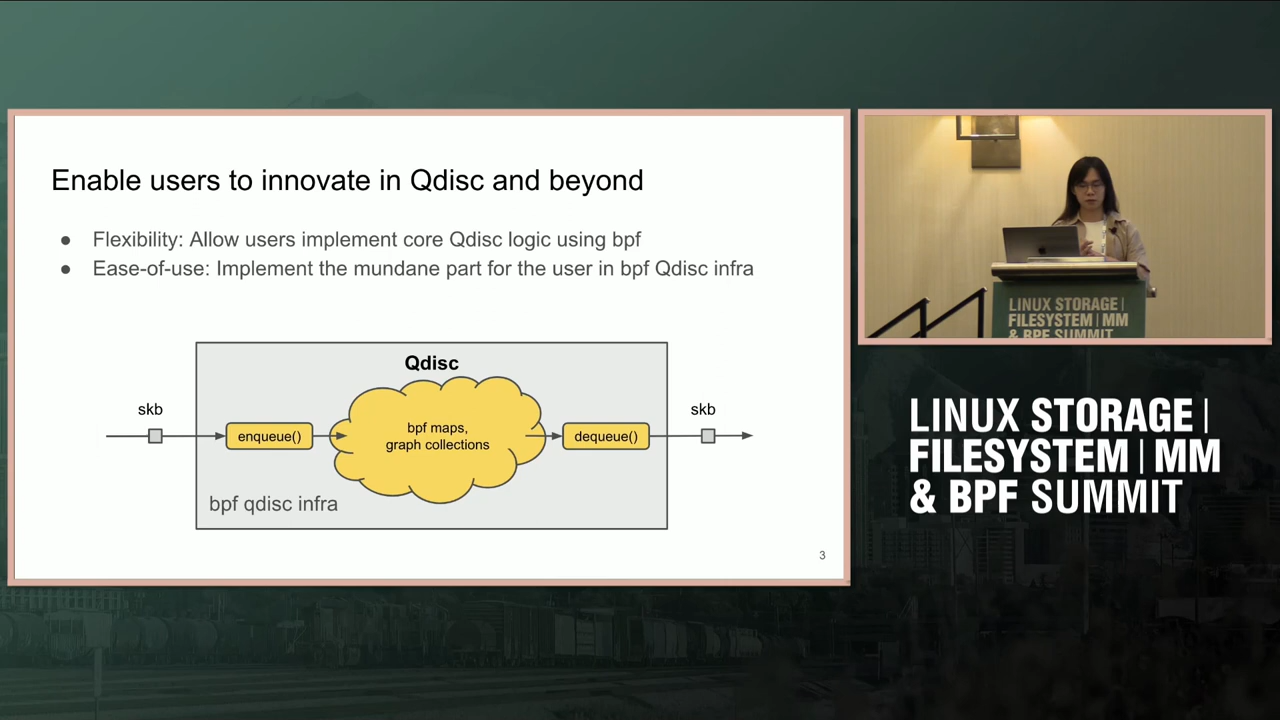 Enable users to innovate in Qdisc and beyond
● Flexibility: Allow users implement core Qdisc logic using bpf
● Ease-of-use: Implement the mundane part for the user in bpf Qdisc infra
Qdisc
skb
enqueue()
bpf maps,
graph collections
dequeue()
skb
bpf qdisc infra
3
LINUX STORAGE |
FILESYSTEM | MM
& BPF SUMMIT
LINUX STORAGE |
FILESYSTEM | MM
& BPF SUMMIT